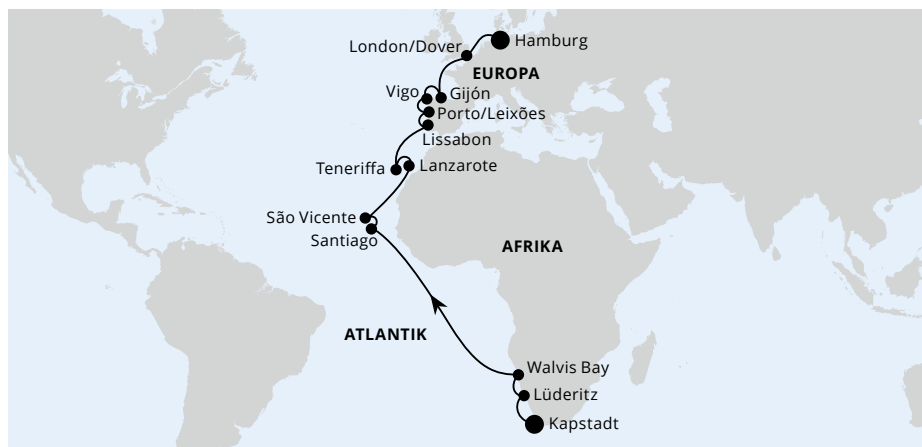 London/Dover
Hamburg
EUROPA
Vigo
Gijón
Porto/Leixões
Lissabon
Teneriffa
Lanzarote
São Vicente
Santiago
AFRIKA
ATLANTIK
Walvis Bay
Lüderitz
Kapstadt